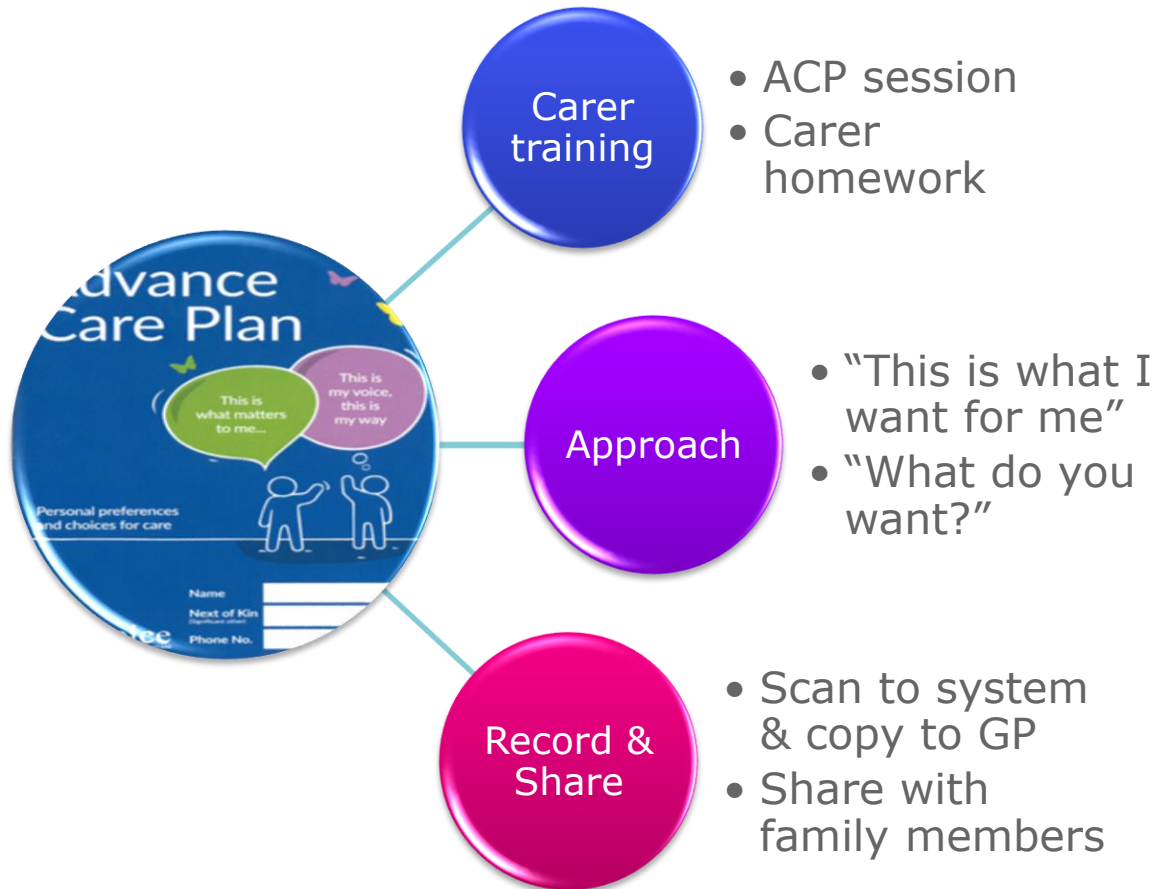 Carer
training
• ACP session
• Carer
homework
dvance
Care Plan
This is
what matters
to me...
This is
my voice,
this is
my way
Personal preferences
and choices for care
Name
Next of Kin
(Significant other)
Phone No.
Approach
• “This is what I
want for me”
• “What do you
want?”
Record &
Share
• Scan to system
& copy to GP
• Share with
family members